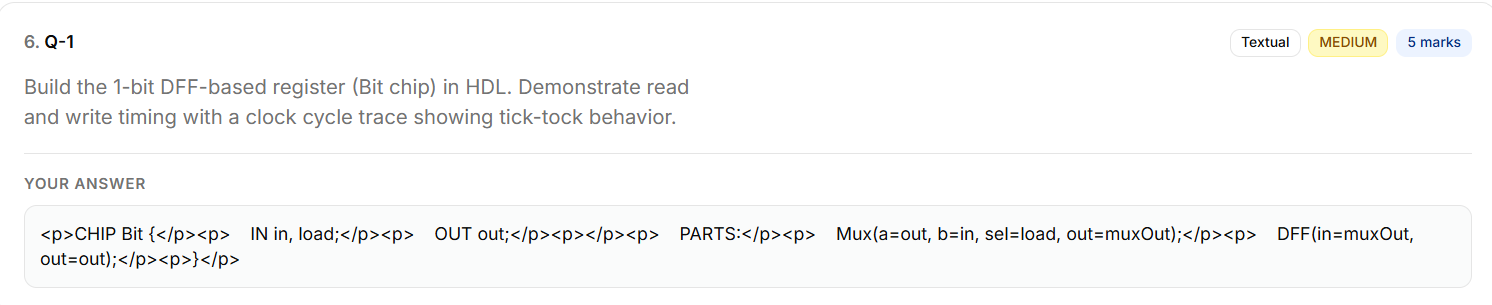 6. Q-1
Textual MEDIUM 5 marks
Build the 1-bit DFF-based register (Bit chip) in HDL. Demonstrate read
and write timing with a clock cycle trace showing tick-tock behavior.
YOUR ANSWER
<p>CHIP Bit {</p><p>    IN in, load;</p><p>    OUT out;</p><p></p><p>    PARTS:</p><p>    Mux(a=out, b=in, sel=load, out=muxOut);</p><p>    DFF(in=muxOut,
out=out);</p><p>}</p>